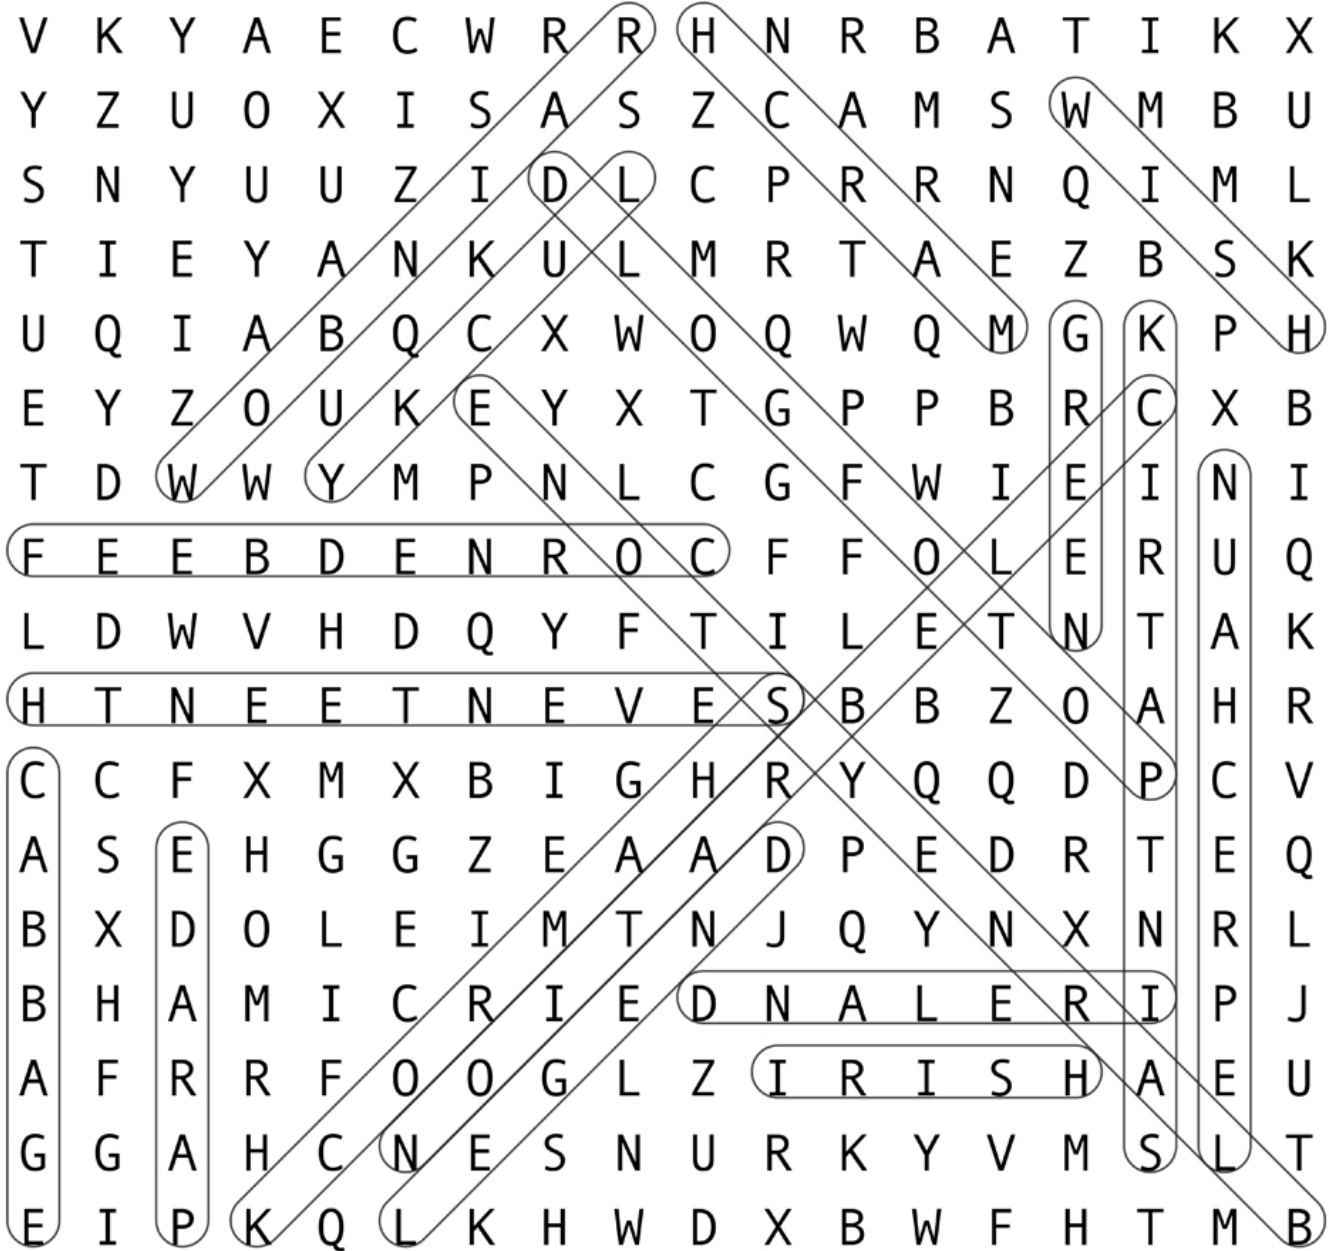 V K Y A E C W R R H N R B A T I K X
Y Z U O X I S A S Z C A M S W M B U
S N Y U U Z I D L C P R R N Q I M L
T I E Y A N K U L M R T A E Z B S K
U Q I A B Q C X W O Q W Q M G K P H
E Y Z O U K E Y X T G P P B R C X B
T D W W Y M P N L C G F W I E I N I
F E E B D E N R O C F F O L E R U Q
L D W V H D Q Y F T I L E T N T A K
H T N E E T N E V E S B B Z O A H R
C C F X M X B I G H R Y Q Q D P C V
A S E H G G Z E A A D P E D R T E Q
B X D O L E I M T N J Q Y N X N R L
B H A M I C R I E D N A L E R I P J
A F R R F O O G L Z I R I S H A E U
G G A H C N E S N U R K Y V M S L T
E I P K Q L K H W D X B W F H T M B